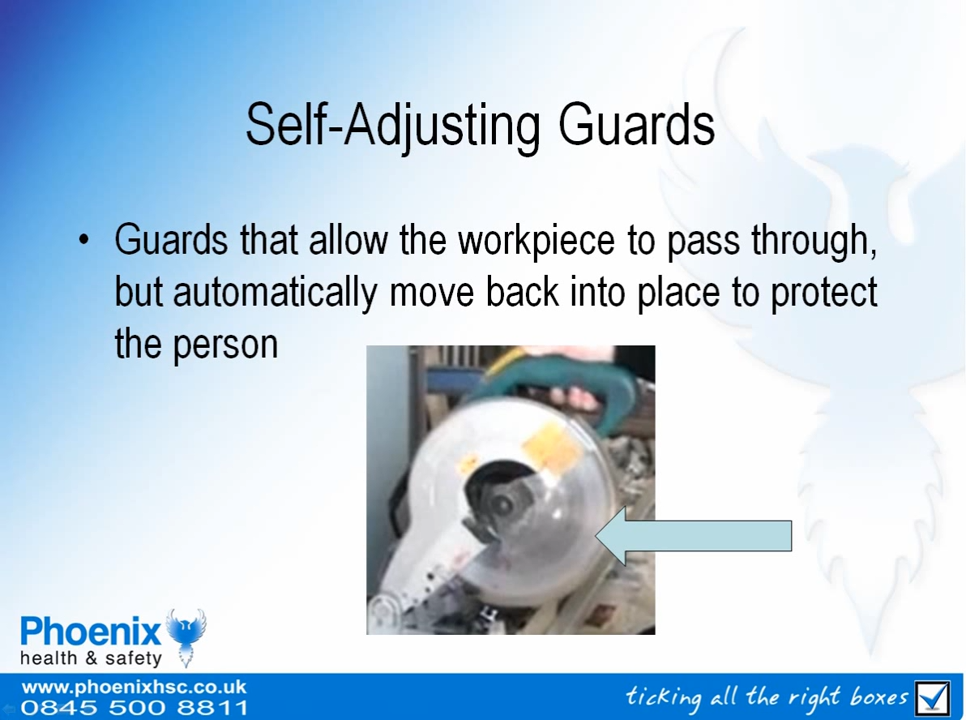 Self-Adjusting Guards
• Guards that allow the workpiece to pass through,
but automatically move back into place to protect
the person
Phoenix
health & safety
www.phoenixhsc.co.uk
0845 500 8811
ticking all the right boxes